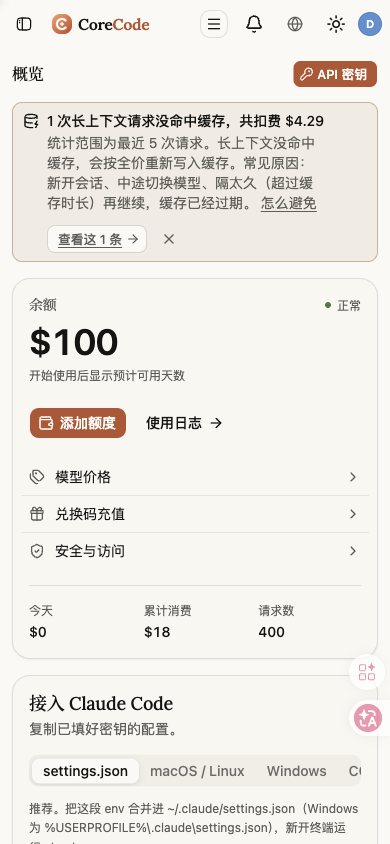 CoreCode
D
概览
API 密钥
1 次长上下文请求没命中缓存，共扣费 $4.29
统计范围为最近 5 次请求。长上下文没命中
缓存，会按全价重新写入缓存。常见原因：
新开会话、中途切换模型、隔太久（超过缓
存时长）再继续，缓存已经过期。 怎么避免
查看这 1 条
余额
正常
$100
开始使用后显示预计可用天数
添加额度
使用日志
模型价格
兑换码充值
安全与访问
今天
累计消费
请求数
$0
$18
400
接入 Claude Code
复制已填好密钥的配置。
settings.json
macOS / Linux
Windows
推荐。把这段 env 合并进 ~/.claude/settings.json（Windows
为 %USERPROFILE%\.claude\settings.json），新开终端运